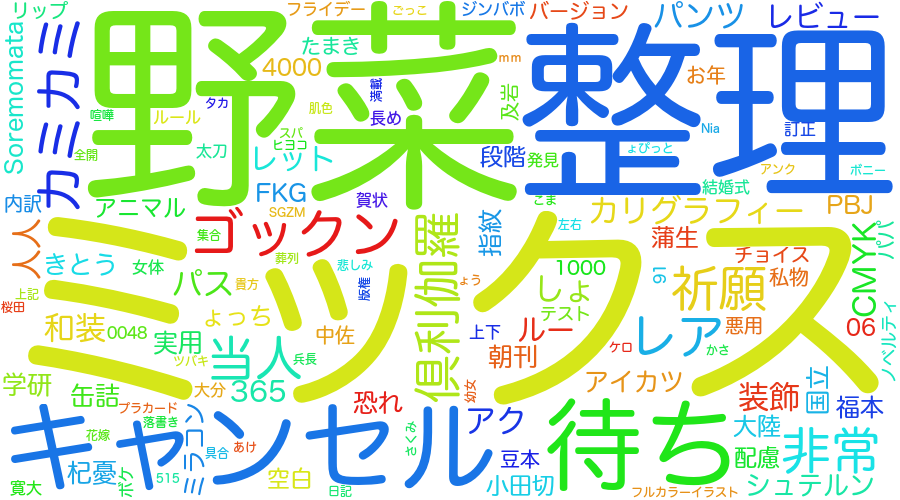 リップ
Soremomata
カミカミ
野菜
フライデー
ごっこ
ジンバボ
バージョン
パンツ
レビュー
たまき
4000
mm
整理
お年
満載
タカ
喧嘩
ルール
肌色
長め
及岩
全開
太刀
スパ
ヒヨコ
レット
段階
発見
Nia
ょぴっと
訂正
アンク
ボニー
結婚式
内訳
アニマル
FKG
賀状
こま
カリグラフィー
PBJ
SGZM
ゴックン
集合
倶利伽羅
指紋
左右
蒲生
CMYK
パパ
人人
きとう
女体
葬列
悲しみ
チョイス
私物
91
祈願
1000
しょ
テスト
ミックス
上記
桜田
パス
貴方
版権
ょう
ノベルティ
和装
0048
ょっち
中佐
上下
ルー
レア
悪用
06
実用
当人
兵長
朝刊
ケロ
かさ
ツバキ
学研
缶詰
大分
365
幼女
アイカツ
装飾
国立
福本
プラカード
恐れ
落書き
ミラコン
キャンセル
アク
待ち
大陸
非常
花嫁
具合
あけ
さくみ
豆本
配慮
杞憂
寛大
ポケ
515
空白
日記
小田切
フルカラーイラスト
シュテルン